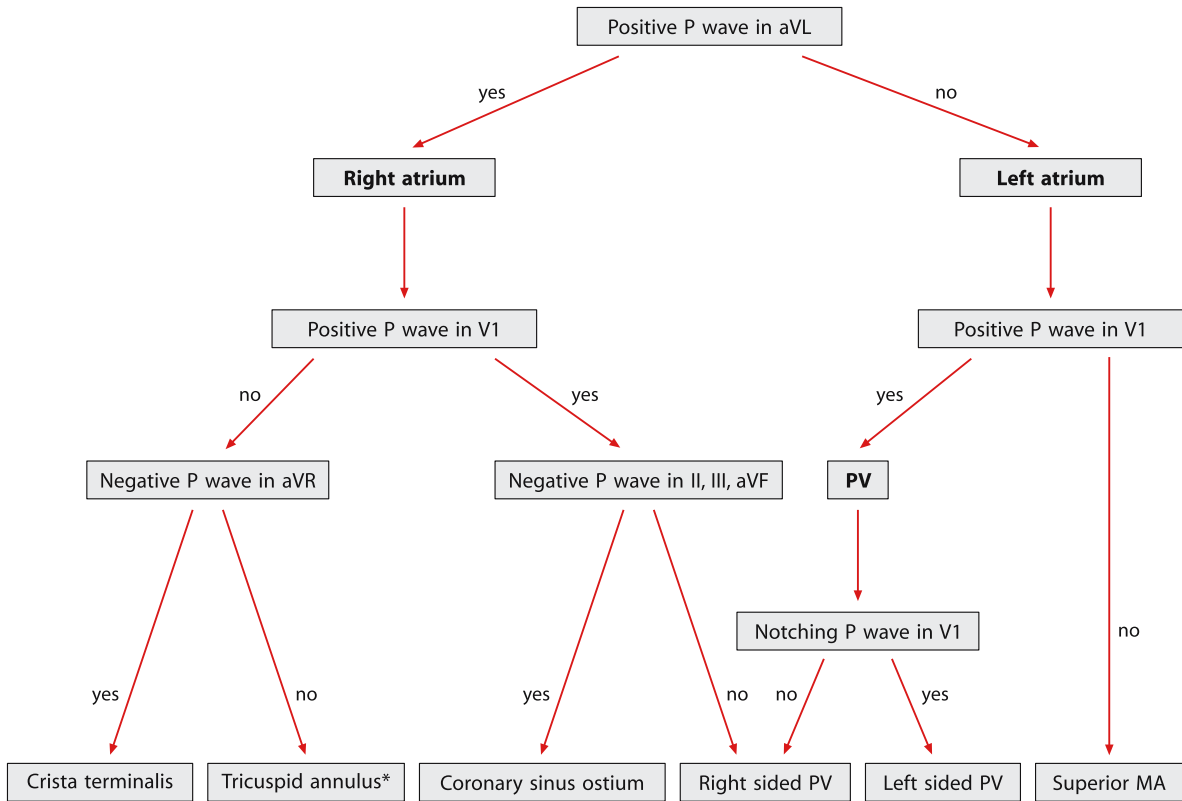 Positive P wave in aVL
yes
no
Right atrium
Left atrium
Positive P wave in V1
Positive P wave in V1
no
yes
yes
Negative P wave in aVR
Negative P wave in II, III, aVF
PV
Notching P wave in V1
no
yes
no
yes
no
no
yes
Crista terminalis
Tricuspid annulus*
Coronary sinus ostium
Right sided PV
Left sided PV
Superior MA